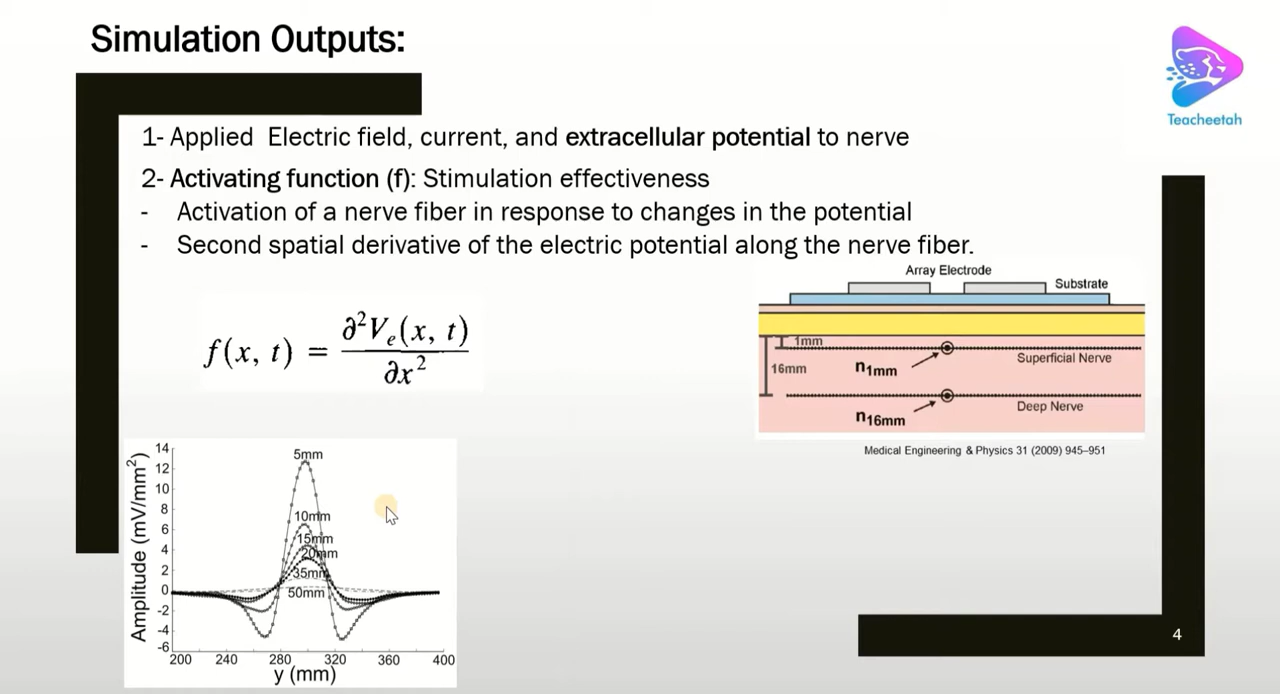 Simulation Outputs:
Teacheetah
1- Applied Electric field, current, and extracellular potential to nerve
2- Activating function (f): Stimulation effectiveness
- Activation of a nerve fiber in response to changes in the potential
- Second spatial derivative of the electric potential along the nerve fiber.
f(x, t) = ∂²Vₑ(x, t) / ∂x²
Array Electrode
Substrate
1mm
16mm
n1mm
Superficial Nerve
n16mm
Deep Nerve
Medical Engineering & Physics 31 (2009) 945–951
Amplitude (mV/mm²)
14
12
10
8
6
4
2
0
-2
-4
-6
5mm
10mm
15mm
20mm
35mm
50mm
200 240 280 320 360 400
y (mm)
4